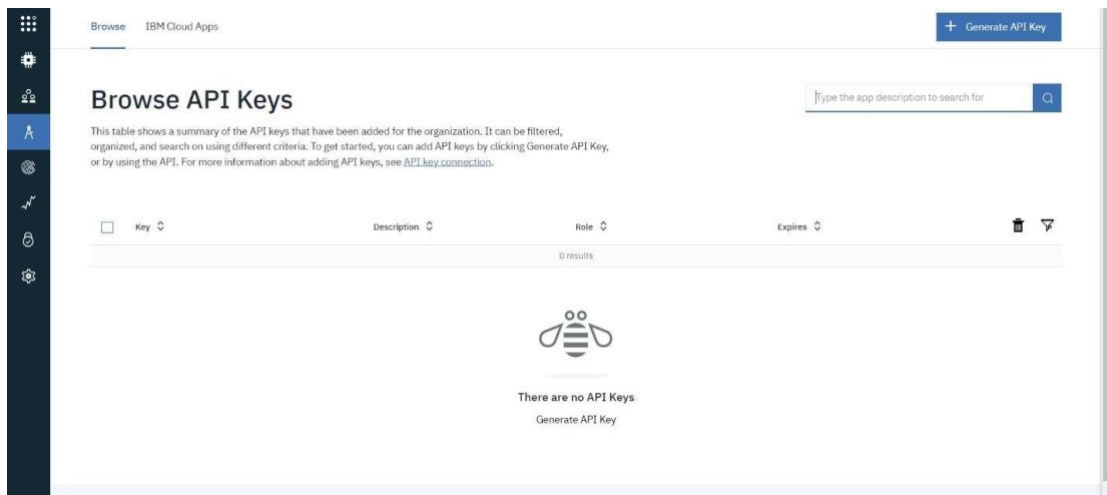 Browse IBM Cloud Apps
+ Generate API Key
Browse API Keys
Type the app description to search for
This table shows a summary of the API keys that have been added for the organization. It can be filtered,
organized, and search on using different criteria. To get started, you can add API keys by clicking Generate API Key,
or by using the API. For more information about adding API keys, see API key connection.
Key Description Role Expires
0 results
There are no API Keys
Generate API Key